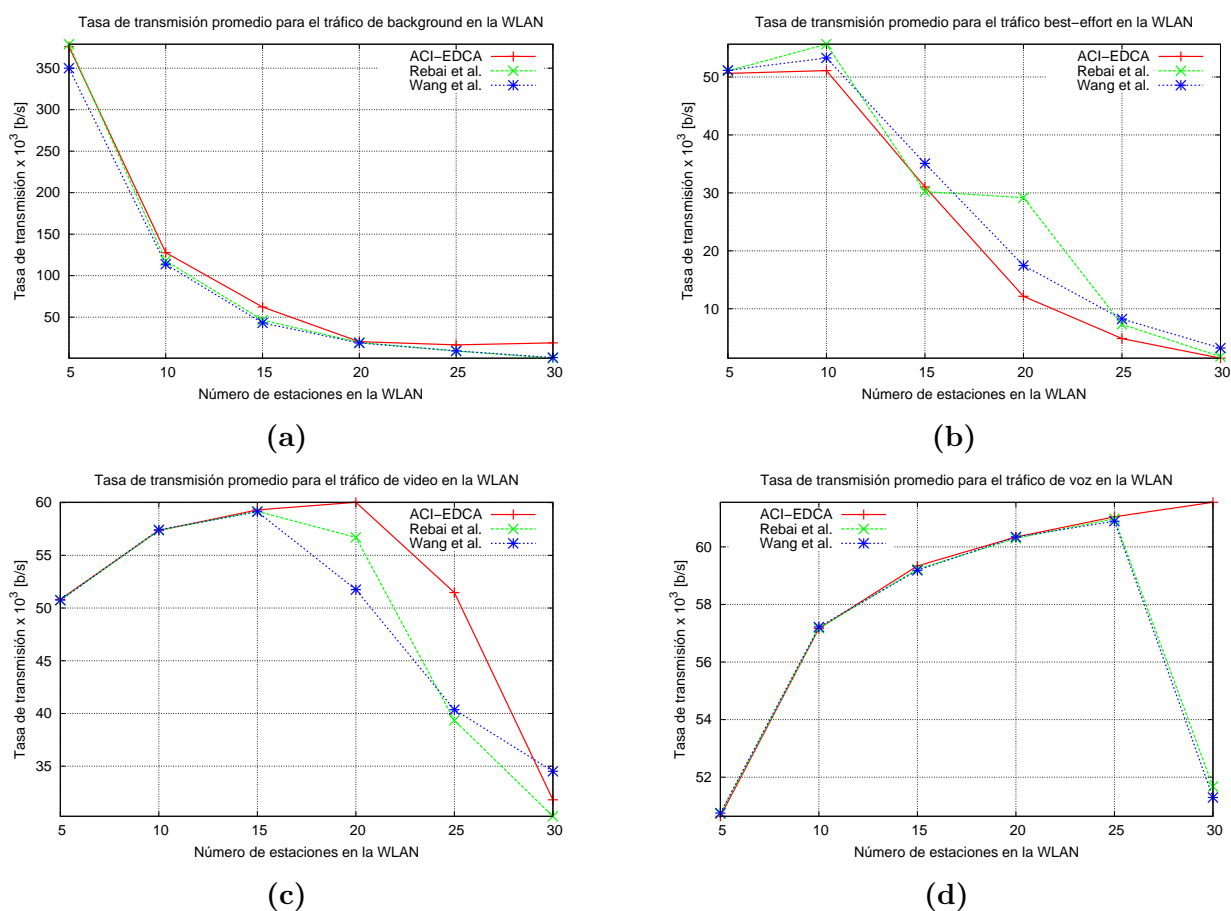 Tasa de transmisión promedio para el tráfico de background en la WLAN
Tasa de transmisión x 10^3 [b/s]
350
300
250
200
150
100
50
5
10
15
20
25
30
Número de estaciones en la WLAN
ACI−EDCA
Rebai et al.
Wang et al.
(a)
Tasa de transmisión promedio para el tráfico best−effort en la WLAN
Tasa de transmisión x 10^3 [b/s]
50
40
30
20
10
5
10
15
20
25
30
Número de estaciones en la WLAN
ACI−EDCA
Rebai et al.
Wang et al.
(b)
Tasa de transmisión promedio para el tráfico de video en la WLAN
Tasa de transmisión x 10^3 [b/s]
60
55
50
45
40
35
5
10
15
20
25
30
Número de estaciones en la WLAN
ACI−EDCA
Rebai et al.
Wang et al.
(c)
Tasa de transmisión promedio para el tráfico de voz en la WLAN
Tasa de transmisión x 10^3 [b/s]
60
58
56
54
52
5
10
15
20
25
30
Número de estaciones en la WLAN
ACI−EDCA
Rebai et al.
Wang et al.
(d)